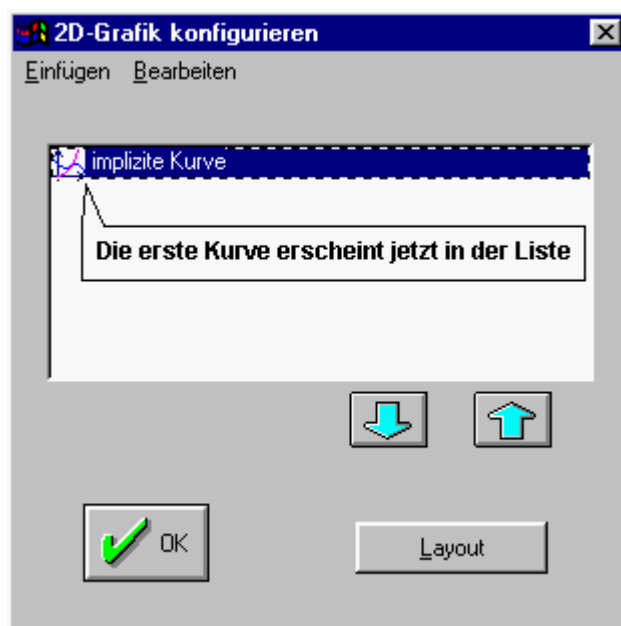 2D-Grafik konfigurieren
Einfügen Bearbeiten
implizite Kurve
Die erste Kurve erscheint jetzt in der Liste
OK
Layout